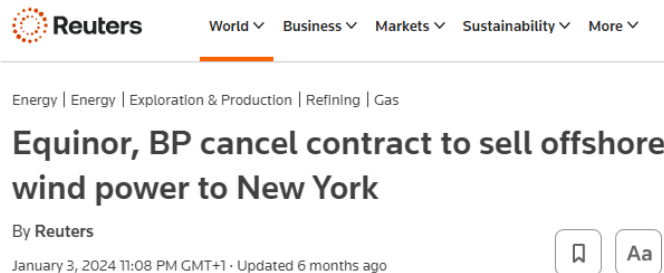 Reuters World Business Markets Sustainability More
Energy | Energy | Exploration & Production | Refining | Gas
Equinor, BP cancel contract to sell offshore
wind power to New York
By Reuters
January 3, 2024 11:08 PM GMT+1 · Updated 6 months ago
Aa